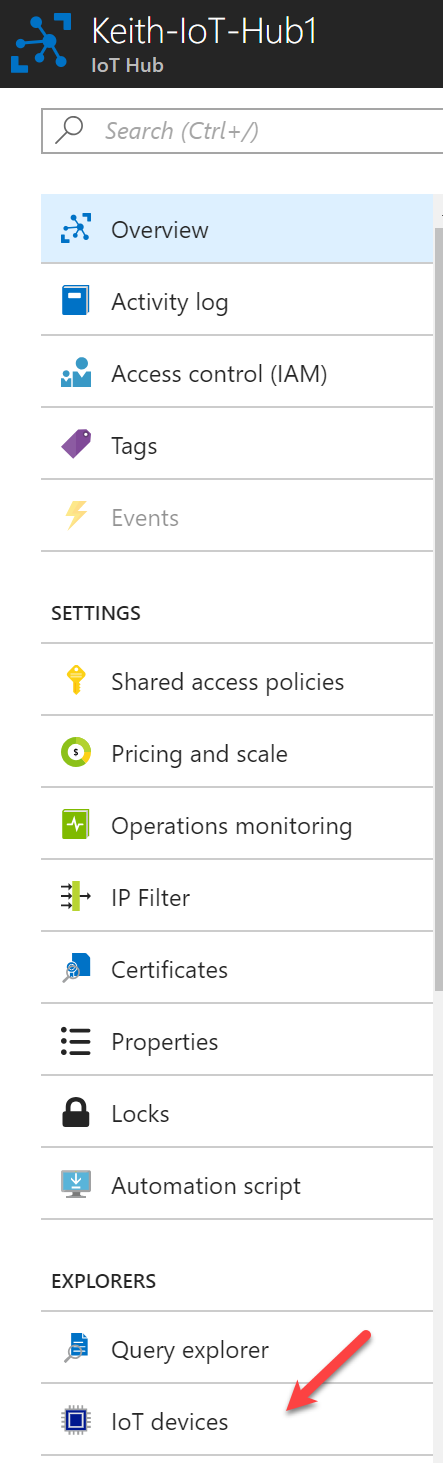 Keith-IoT-Hub1
IoT Hub
Search (Ctrl+/)
Overview
Activity log
Access control (IAM)
Tags
Events
SETTINGS
Shared access policies
Pricing and scale
Operations monitoring
IP Filter
Certificates
Properties
Locks
Automation script
EXPLORERS
Query explorer
IoT devices